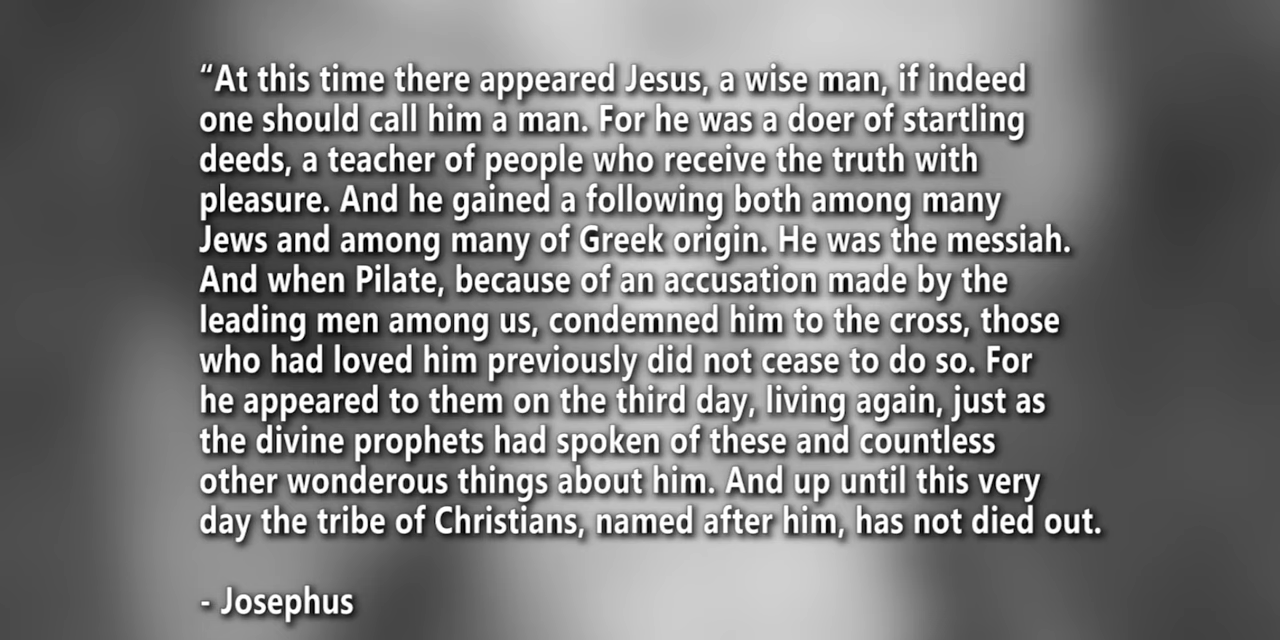 “At this time there appeared Jesus, a wise man, if indeed
one should call him a man. For he was a doer of startling
deeds, a teacher of people who receive the truth with
pleasure. And he gained a following both among many
Jews and among many of Greek origin. He was the messiah.
And when Pilate, because of an accusation made by the
leading men among us, condemned him to the cross, those
who had loved him previously did not cease to do so. For
he appeared to them on the third day, living again, just as
the divine prophets had spoken of these and countless
other wonderous things about him. And up until this very
day the tribe of Christians, named after him, has not died out.
- Josephus